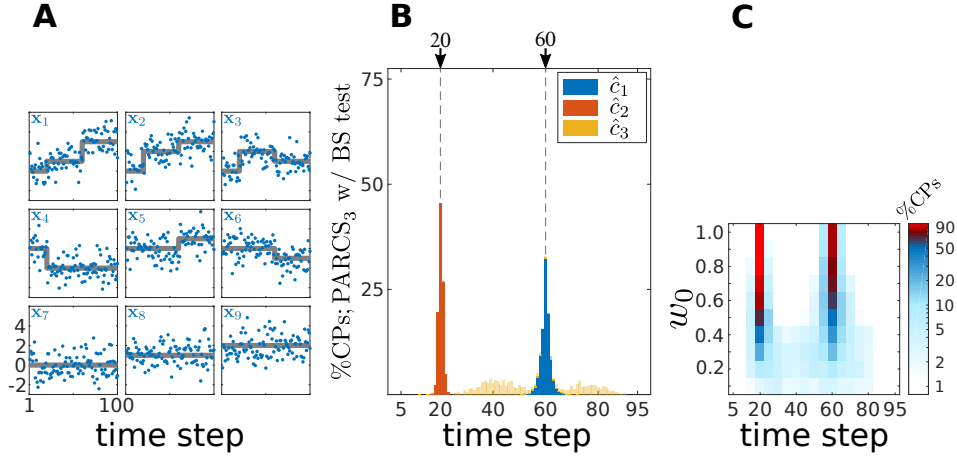 A
x1
x2
x3
x4
x5
x6
x7
x8
x9
4
2
0
-2
1
100
time step
B
20
60
%CPs; PARCS3 w/ BS test
75
50
25
ĉ1
ĉ2
ĉ3
5 20 40 60 80 95
time step
C
%CPs
w0
1.0
0.8
0.6
0.4
0.2
5 20 40 60 80 95
time step
90
50
20
10
5
2
1